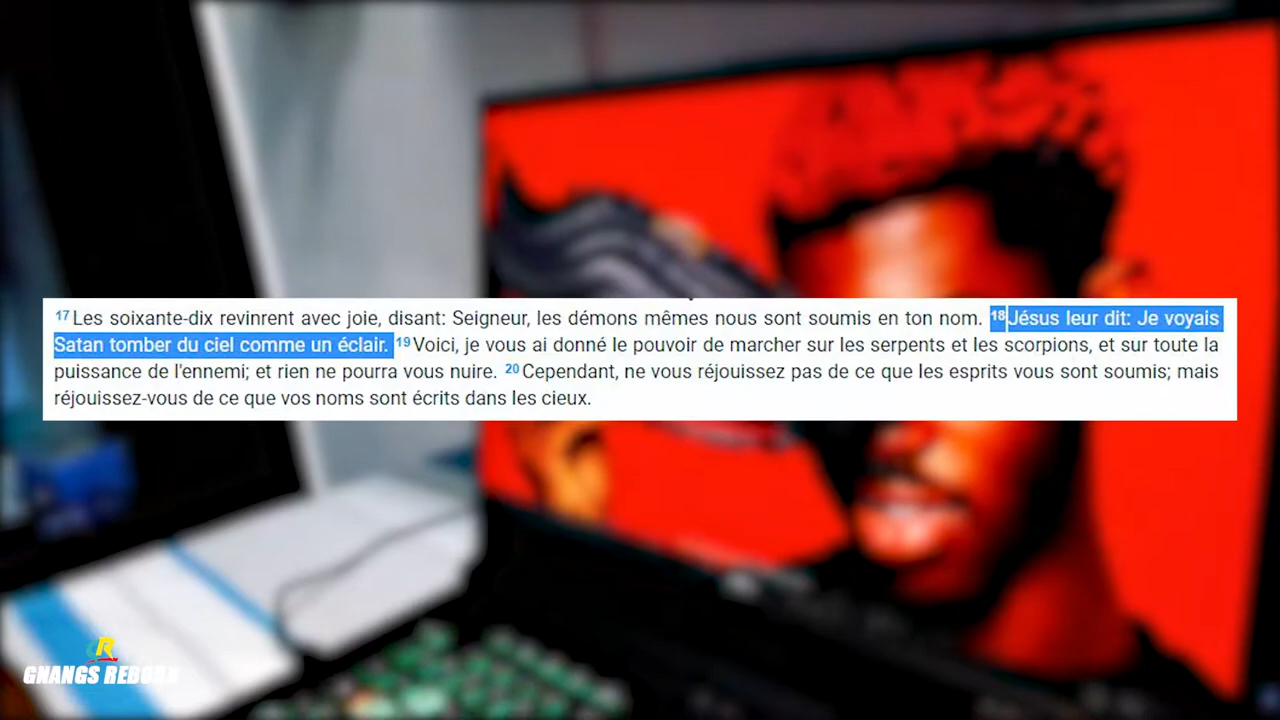 17 Les soixante-dix revinrent avec joie, disant: Seigneur, les démons mêmes nous sont soumis en ton nom. 18 Jésus leur dit: Je voyais
Satan tomber du ciel comme un éclair. 19 Voici, je vous ai donné le pouvoir de marcher sur les serpents et les scorpions, et sur toute la
puissance de l'ennemi; et rien ne pourra vous nuire. 20 Cependant, ne vous réjouissez pas de ce que les esprits vous sont soumis; mais
réjouissez-vous de ce que vos noms sont écrits dans les cieux.
R
GNANGS REBORN